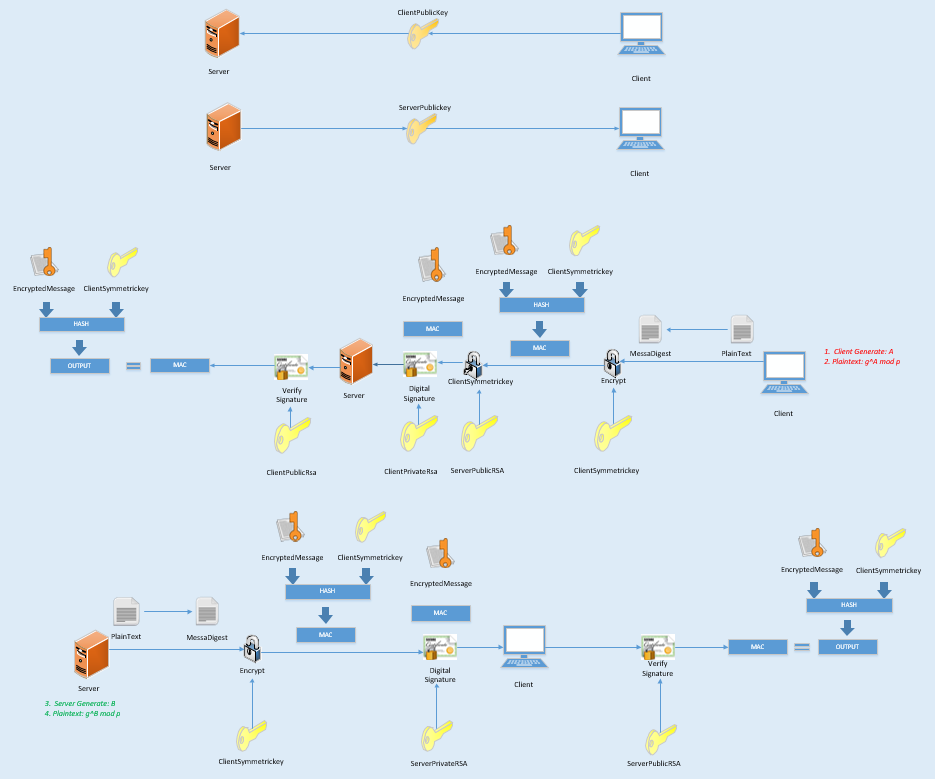 ClientPublicKey
Server
Client
ServerPublickey
Server
Client
EncryptedMessage
ClientSymmetrickey
HASH
OUTPUT
MAC
Verify
Signature
ClientPublicRsa
Server
EncryptedMessage
MAC
Digital
Signature
ClientPrivateRsa
EncryptedMessage
ClientSymmetrickey
HASH
MAC
ClientSymmetrickey
ServerPublicRSA
MessaDigest
PlainText
Encrypt
ClientSymmetrickey
Client
1. Client Generate: A
2. Plaintext: g^A mod p
PlainText
MessaDigest
Server
3. Server Generate: B
4. Plaintext: g^B mod p
Encrypt
ClientSymmetrickey
EncryptedMessage
ClientSymmetrickey
HASH
MAC
EncryptedMessage
MAC
Digital
Signature
ServerPrivateRSA
Client
Verify
Signature
ServerPublicRSA
EncryptedMessage
ClientSymmetrickey
HASH
MAC
OUTPUT